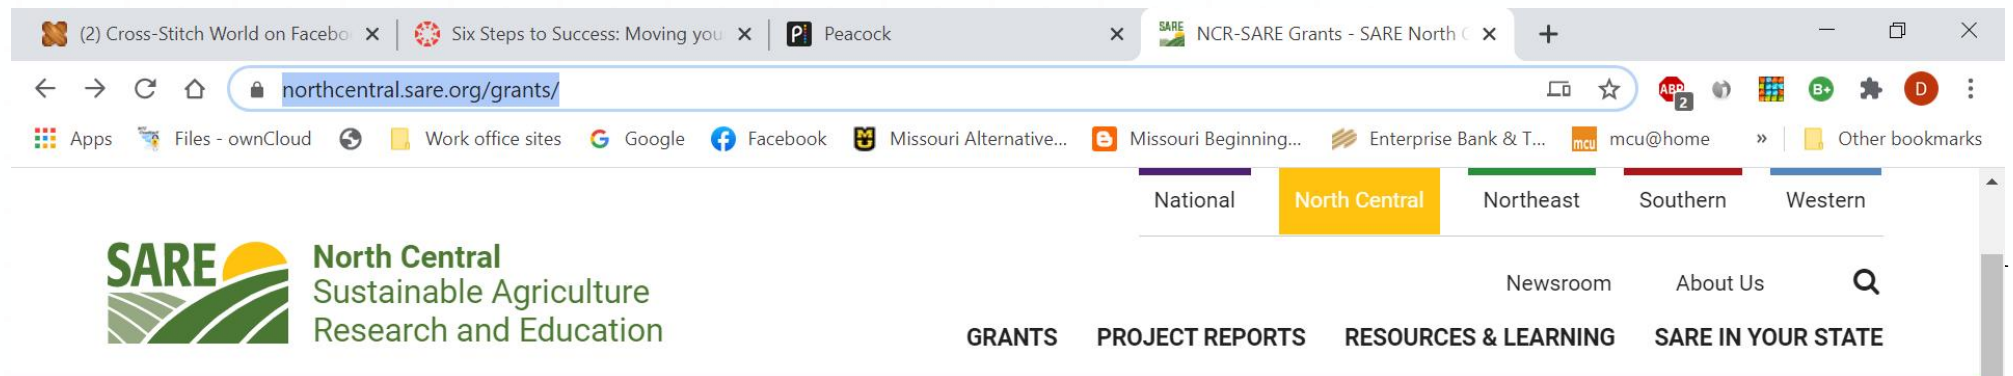 (2) Cross-Stitch World on Facebo
Six Steps to Success: Moving you
Peacock
NCR-SARE Grants - SARE North C
northcentral.sare.org/grants/
ABP
2
B+
D
Apps
Files - ownCloud
Work office sites
Google
Facebook
Missouri Alternative...
Missouri Beginning...
Enterprise Bank & T...
mcu
mcu@home
»
Other bookmarks
National
North Central
Northeast
Southern
Western
SARE
North Central
Sustainable Agriculture
Research and Education
Newsroom
About Us
GRANTS
PROJECT REPORTS
RESOURCES & LEARNING
SARE IN YOUR STATE